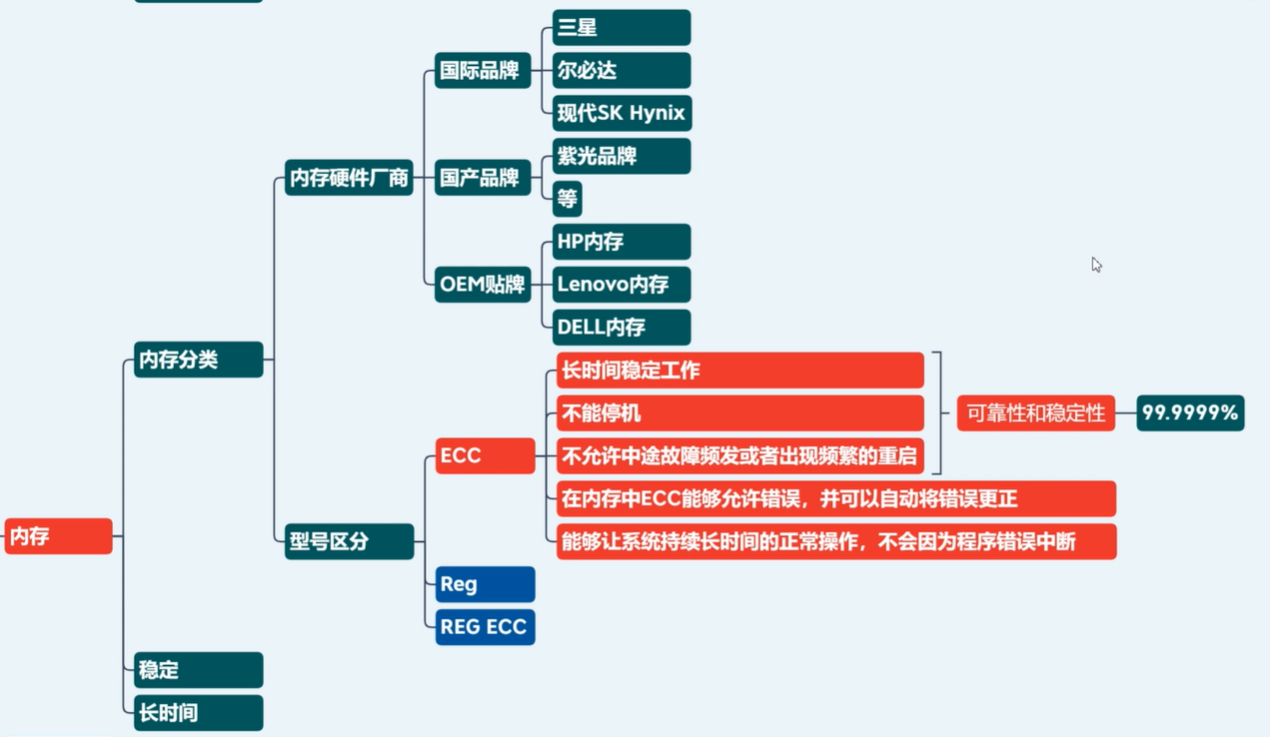 三星
国际品牌
尔必达
现代SK Hynix
紫光品牌
内存硬件厂商
国产品牌
等
HP内存
OEM贴牌
Lenovo内存
DELL内存
内存分类
长时间稳定工作
不能停机
可靠性和稳定性
99.9999%
ECC
不允许中途故障频发或者出现频繁的重启
在内存中ECC能够允许错误，并可以自动将错误更正
内存
型号区分
能够让系统持续长时间的正常操作，不会因为程序错误中断
Reg
REG ECC
稳定
长时间